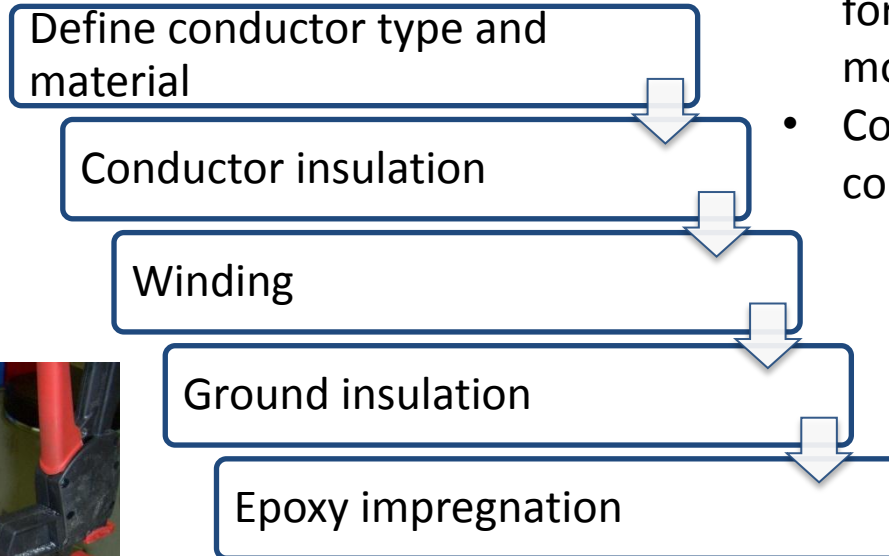 Define conductor type and
material
Conductor insulation
Winding
Ground insulation
Epoxy impregnation